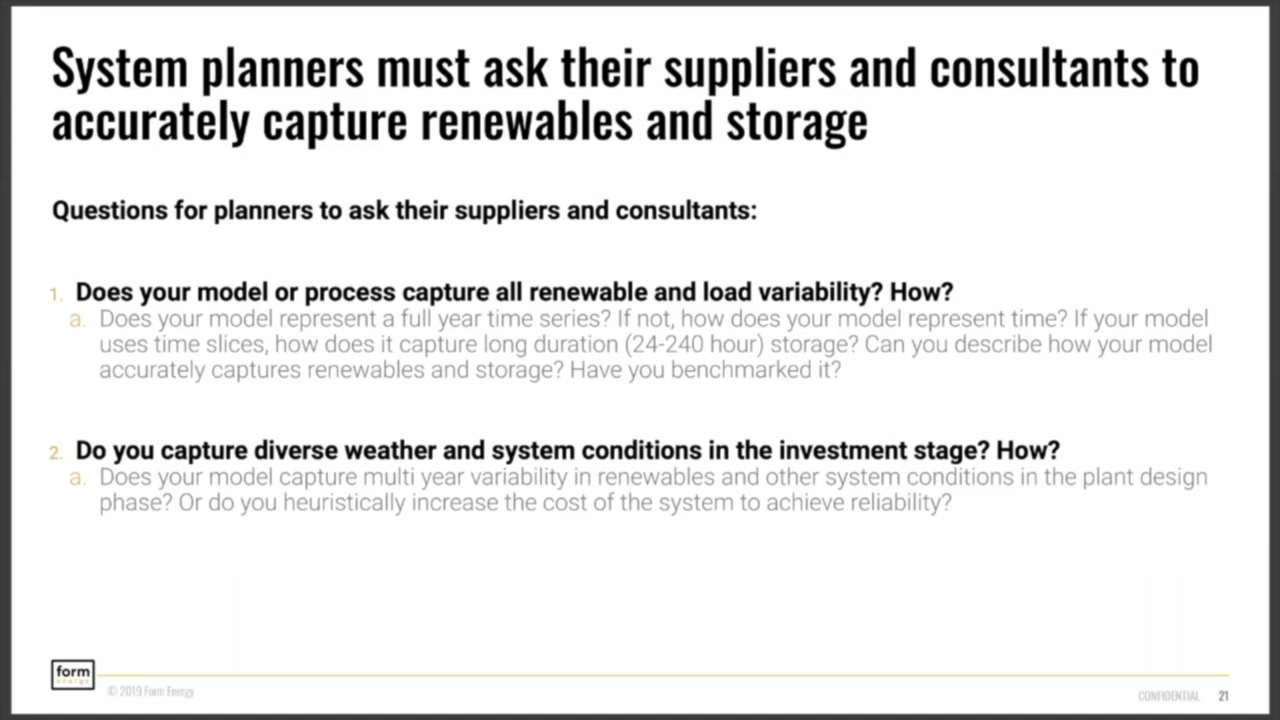 System planners must ask their suppliers and consultants to
accurately capture renewables and storage
Questions for planners to ask their suppliers and consultants:
1. Does your model or process capture all renewable and load variability? How?
a. Does your model represent a full year time series? If not, how does your model represent time? If your model
uses time slices, how does it capture long duration (24-240 hour) storage? Can you describe how your model
accurately captures renewables and storage? Have you benchmarked it?
2. Do you capture diverse weather and system conditions in the investment stage? How?
a. Does your model capture multi year variability in renewables and other system conditions in the plant design
phase? Or do you heuristically increase the cost of the system to achieve reliability?
form
energy
© 2019 Form Energy
CONFIDENTIAL 21